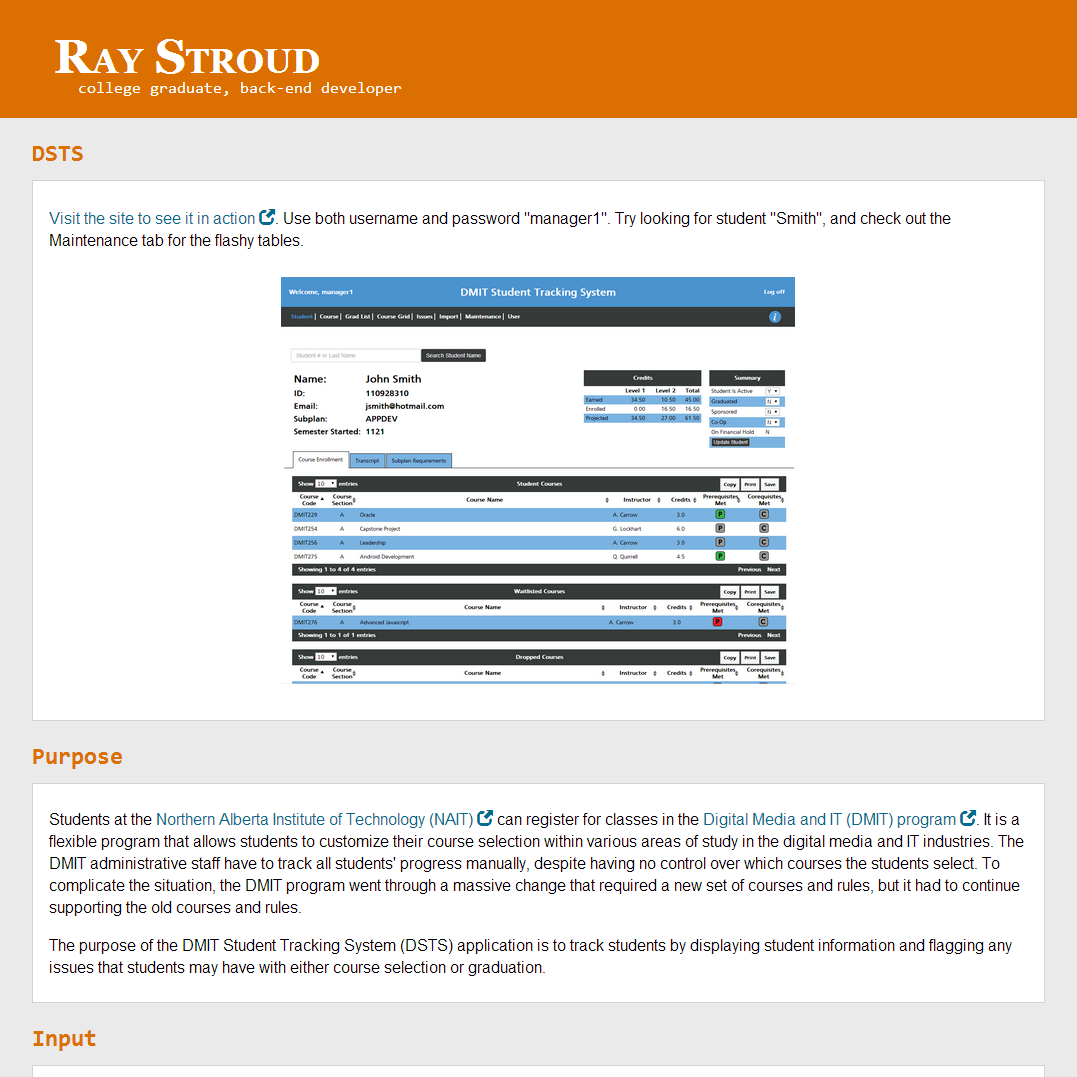 RAY STROUD
college graduate, back-end developer
DSTS
Visit the site to see it in action. Use both username and password "manager1". Try looking for student "Smith", and check out the
Maintenance tab for the flashy tables.
Welcome, manager1 DMIT Student Tracking System Log off
Student | Course | Grad List | Course Grid | Issues | Import | Maintenance | User i
Student # or Last Name Search Student Name
Name: John Smith
ID: 110928310
Email: jsmith@hotmail.com
Subplan: APPDEV
Semester Started: 1121
Credits
Level 1 Level 2 Total
Earned 34.50 10.50 45.00
Enrolled 0.00 16.50 16.50
Projected 34.50 27.00 61.50
Summary
Student Is Active Y
Graduated N
Sponsored N
Co-Op N
On Financial Hold N
Update Student
Course Enrollment Transcript Subplan Requirements
Show 10 entries Student Courses Copy Print Save
Course Code Course Section Course Name Instructor Credits Prerequisites Met Corequisites Met
DMIT229 A Oracle A. Carrow 3.0 P C
DMIT254 A Capstone Project G. Lockhart 6.0 P C
DMIT256 A Leadership A. Carrow 3.0 P C
DMIT275 A Android Development Q. Quirrell 4.5 P C
Showing 1 to 4 of 4 entries Previous Next
Show 10 entries Waitlisted Courses Copy Print Save
Course Code Course Section Course Name Instructor Credits Prerequisites Met Corequisites Met
DMIT276 A Advanced Javascript A. Carrow 3.0 P C
Showing 1 to 1 of 1 entries Previous Next
Show 10 entries Dropped Courses Copy Print Save
Course Code Course Section Course Name Instructor Credits Prerequisites Met Corequisites Met
Purpose
Students at the Northern Alberta Institute of Technology (NAIT) can register for classes in the Digital Media and IT (DMIT) program. It is a
flexible program that allows students to customize their course selection within various areas of study in the digital media and IT industries. The
DMIT administrative staff have to track all students' progress manually, despite having no control over which courses the students select. To
complicate the situation, the DMIT program went through a massive change that required a new set of courses and rules, but it had to continue
supporting the old courses and rules.
The purpose of the DMIT Student Tracking System (DSTS) application is to track students by displaying student information and flagging any
issues that students may have with either course selection or graduation.
Input